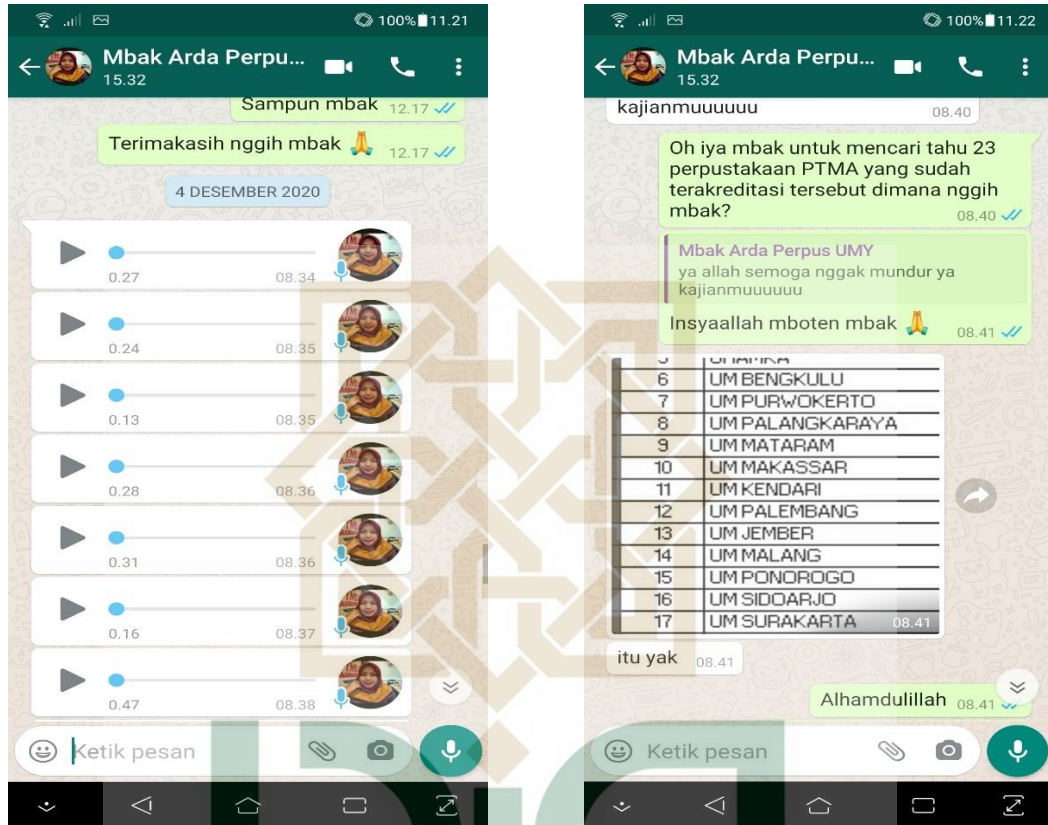 100% 11.21
Mbak Arda Perpu...
15.32
Sampun mbak 12.17
Terimakasih nggih mbak 🙏 12.17
4 DESEMBER 2020
0.27 08.34
0.24 08.35
0.13 08.35
0.28 08.36
0.31 08.36
0.16 08.37
0.47 08.38
Ketik pesan
100% 11.22
Mbak Arda Perpu...
15.32
kajianmuuuuuu 08.40
Oh iya mbak untuk mencari tahu 23
perpustakaan PTMA yang sudah
terakreditasi tersebut dimana nggih
mbak? 08.40
Mbak Arda Perpus UMY
ya allah semoga nggak mundur ya
kajianmuuuuuu
Insyaallah mboten mbak 🙏 08.41
6 UM BENGKULU
7 UM PURWOKERTO
8 UM PALANGKARAYA
9 UM MATARAM
10 UM MAKASSAR
11 UM KENDARI
12 UM PALEMBANG
13 UM JEMBER
14 UM MALANG
15 UM PONOROGO
16 UM SIDOARJO
17 UM SURAKARTA 08.41
itu yak 08.41
Alhamdulillah 08.41
Ketik pesan